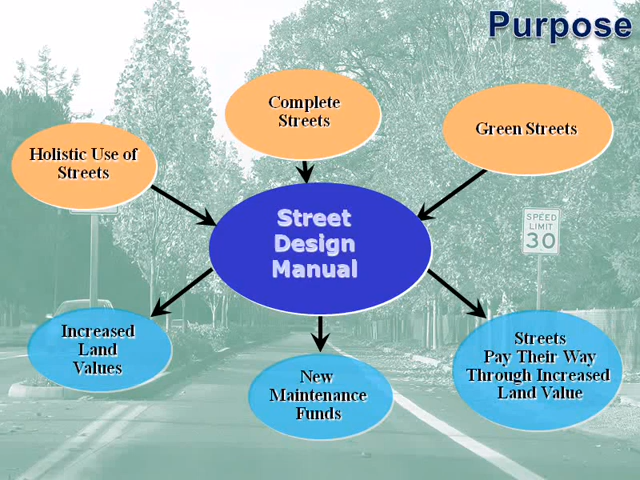 Purpose
Complete
Streets
Green Streets
Holistic Use of
Streets
Street
Design
Manual
SPEED
LIMIT
30
Increased
Land
Values
New
Maintenance
Funds
Streets
Pay Their Way
Through Increased
Land Value